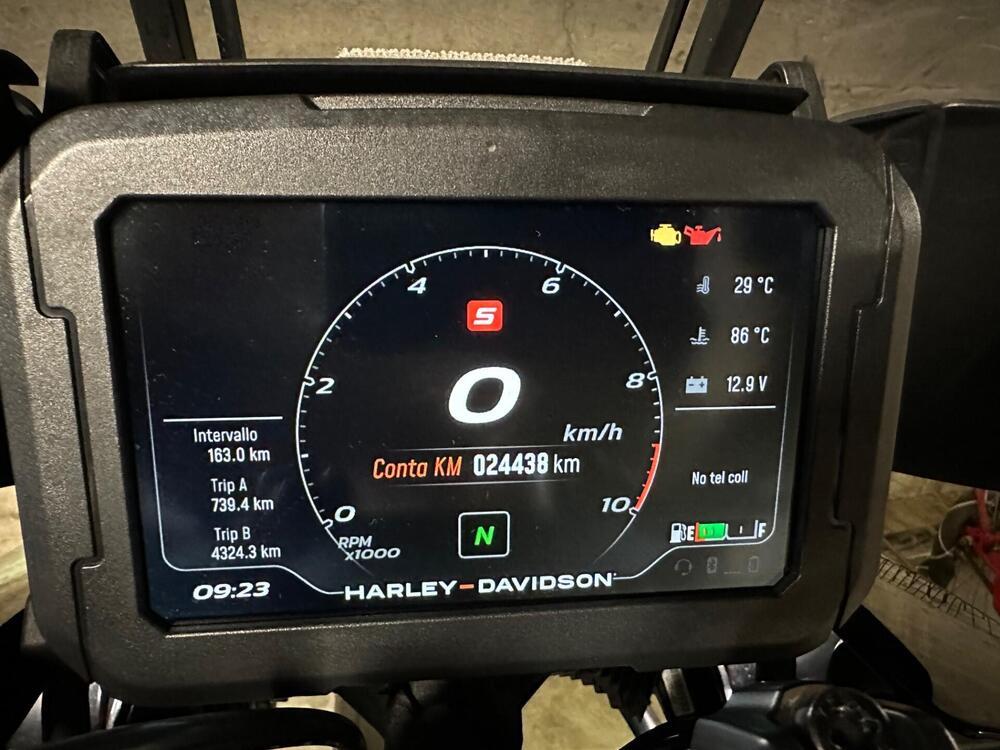 29 °C
4
6
S
86 °C
2
0
8
12.9 V
km/h
Intervallo
163.0 km
Conta KM 024438 km
Trip A
739.4 km
No tel coll
0
10
Trip B
4324.3 km
RPM
x1000
N
E F
09:23
HARLEY-DAVIDSON